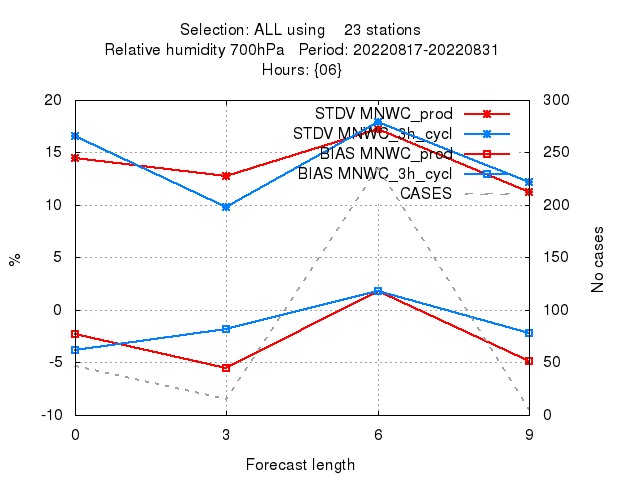 Selection: ALL using    23 stations
Relative humidity 700hPa   Period: 20220817-20220831
Hours: {06}
20
15
10
5
0
-5
-10
%
300
250
200
150
100
50
0
No cases
STDV MNWC_prod
STDV MNWC_3h_cycl
BIAS MNWC_prod
BIAS MNWC_3h_cycl
CASES
0
3
6
9
Forecast length